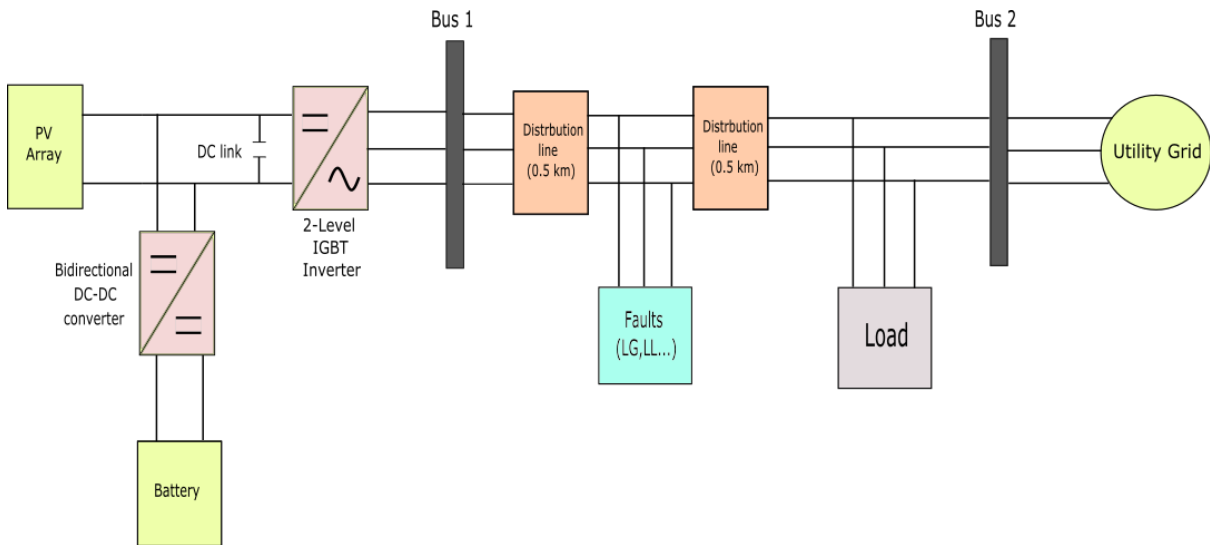 Bus 1
Bus 2
PV
Array
DC link
Distrbution
line
(0.5 km)
Distrbution
line
(0.5 km)
Utility Grid
2-Level
IGBT
Inverter
Bidirectional
DC-DC
converter
Faults
(LG,LL...)
Load
Battery